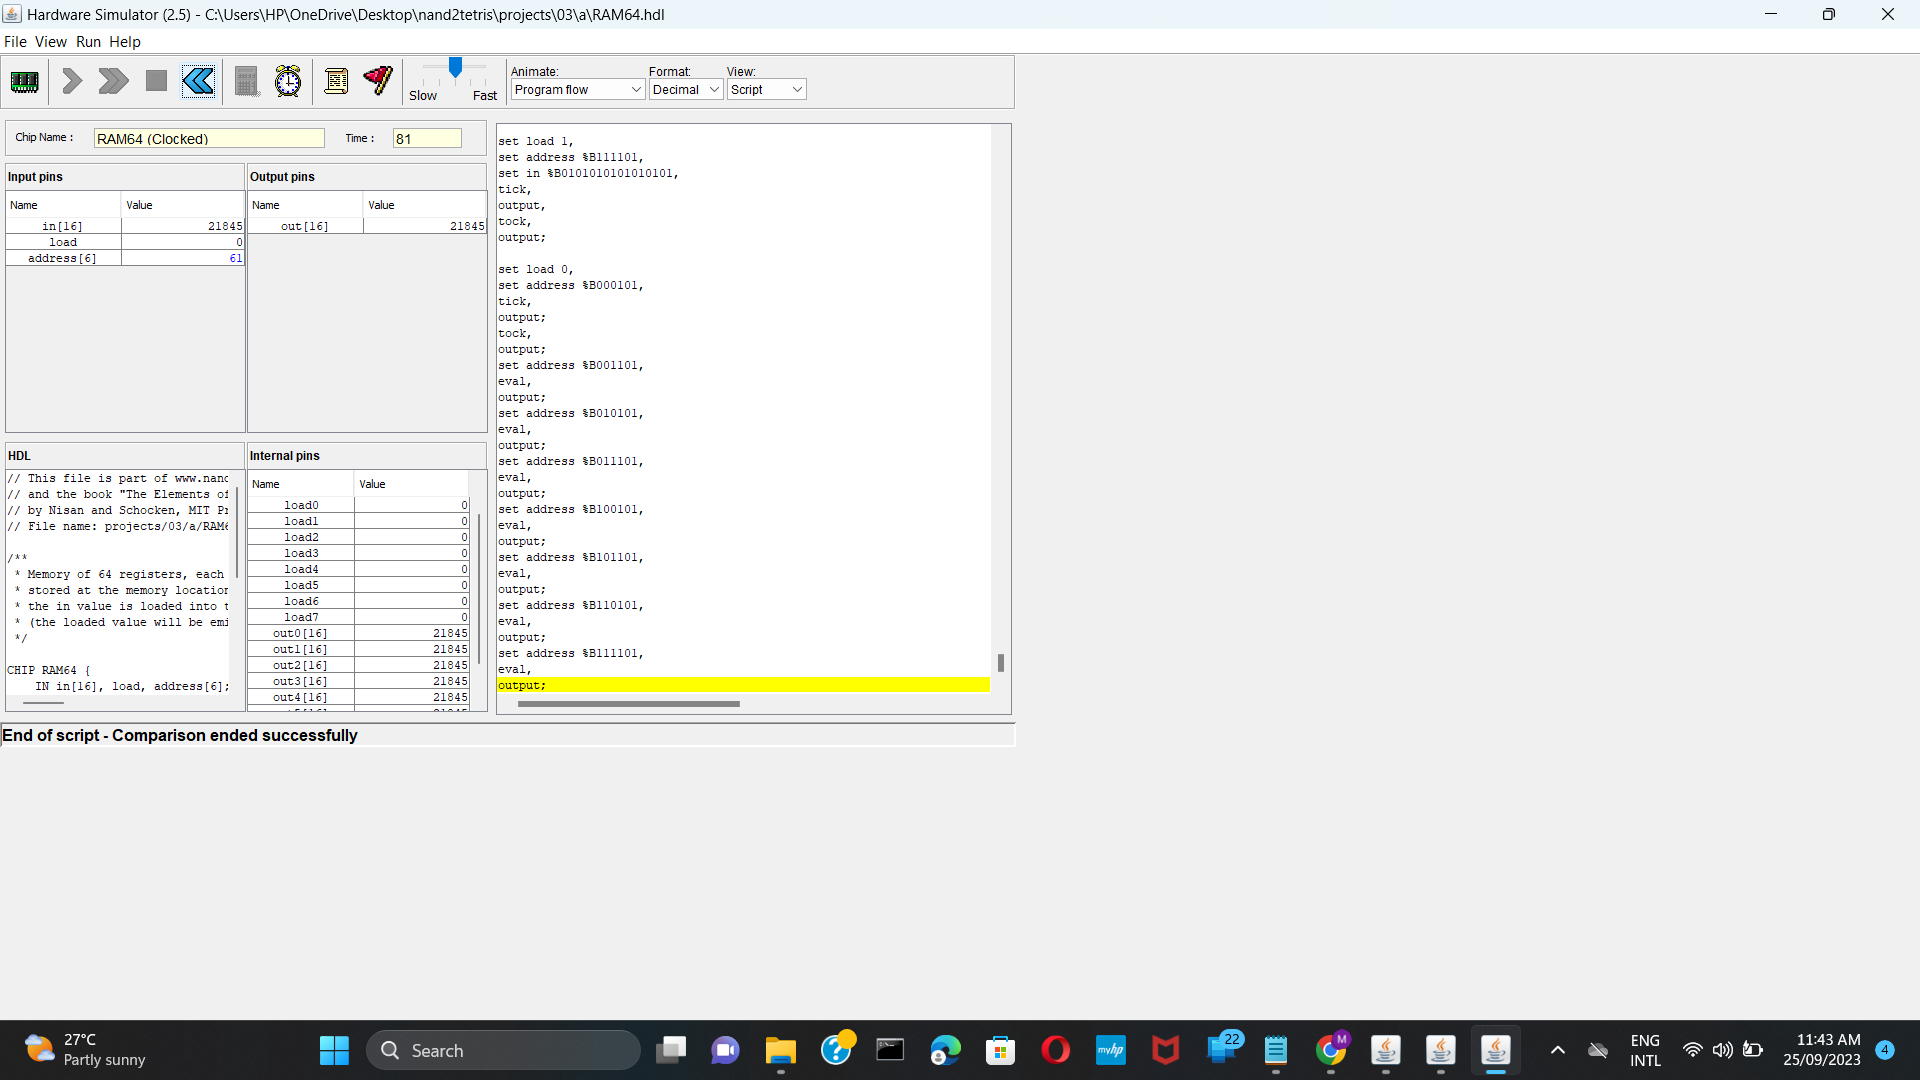 Hardware Simulator (2.5) - C:\Users\HP\OneDrive\Desktop\nand2tetris\projects\03\a\RAM64.hdl
File View Run Help
Slow Fast
Animate: Format: View:
Program flow Decimal Script
Chip Name : RAM64 (Clocked) Time : 81
Input pins
Name Value
in[16] 21845
load 0
address[6] 61
Output pins
Name Value
out[16] 21845
HDL
// This file is part of www.nand
// and the book "The Elements of
// by Nisan and Schocken, MIT Pr
// File name: projects/03/a/RAM6
/**
* Memory of 64 registers, each
* stored at the memory location
* the in value is loaded into t
* (the loaded value will be emi
*/
CHIP RAM64 {
IN in[16], load, address[6];
Internal pins
Name Value
load0 0
load1 0
load2 0
load3 0
load4 0
load5 0
load6 0
load7 0
out0[16] 21845
out1[16] 21845
out2[16] 21845
out3[16] 21845
out4[16] 21845
set load 1,
set address %B111101,
set in %B0101010101010101,
tick,
output,
tock,
output;
set load 0,
set address %B000101,
tick,
output;
tock,
output;
set address %B001101,
eval,
output;
set address %B010101,
eval,
output;
set address %B011101,
eval,
output;
set address %B100101,
eval,
output;
set address %B101101,
eval,
output;
set address %B110101,
eval,
output;
set address %B111101,
eval,
output;
End of script - Comparison ended successfully
27°C
Partly sunny
Search
myhp
22
M
ENG
INTL
11:43 AM
25/09/2023
4